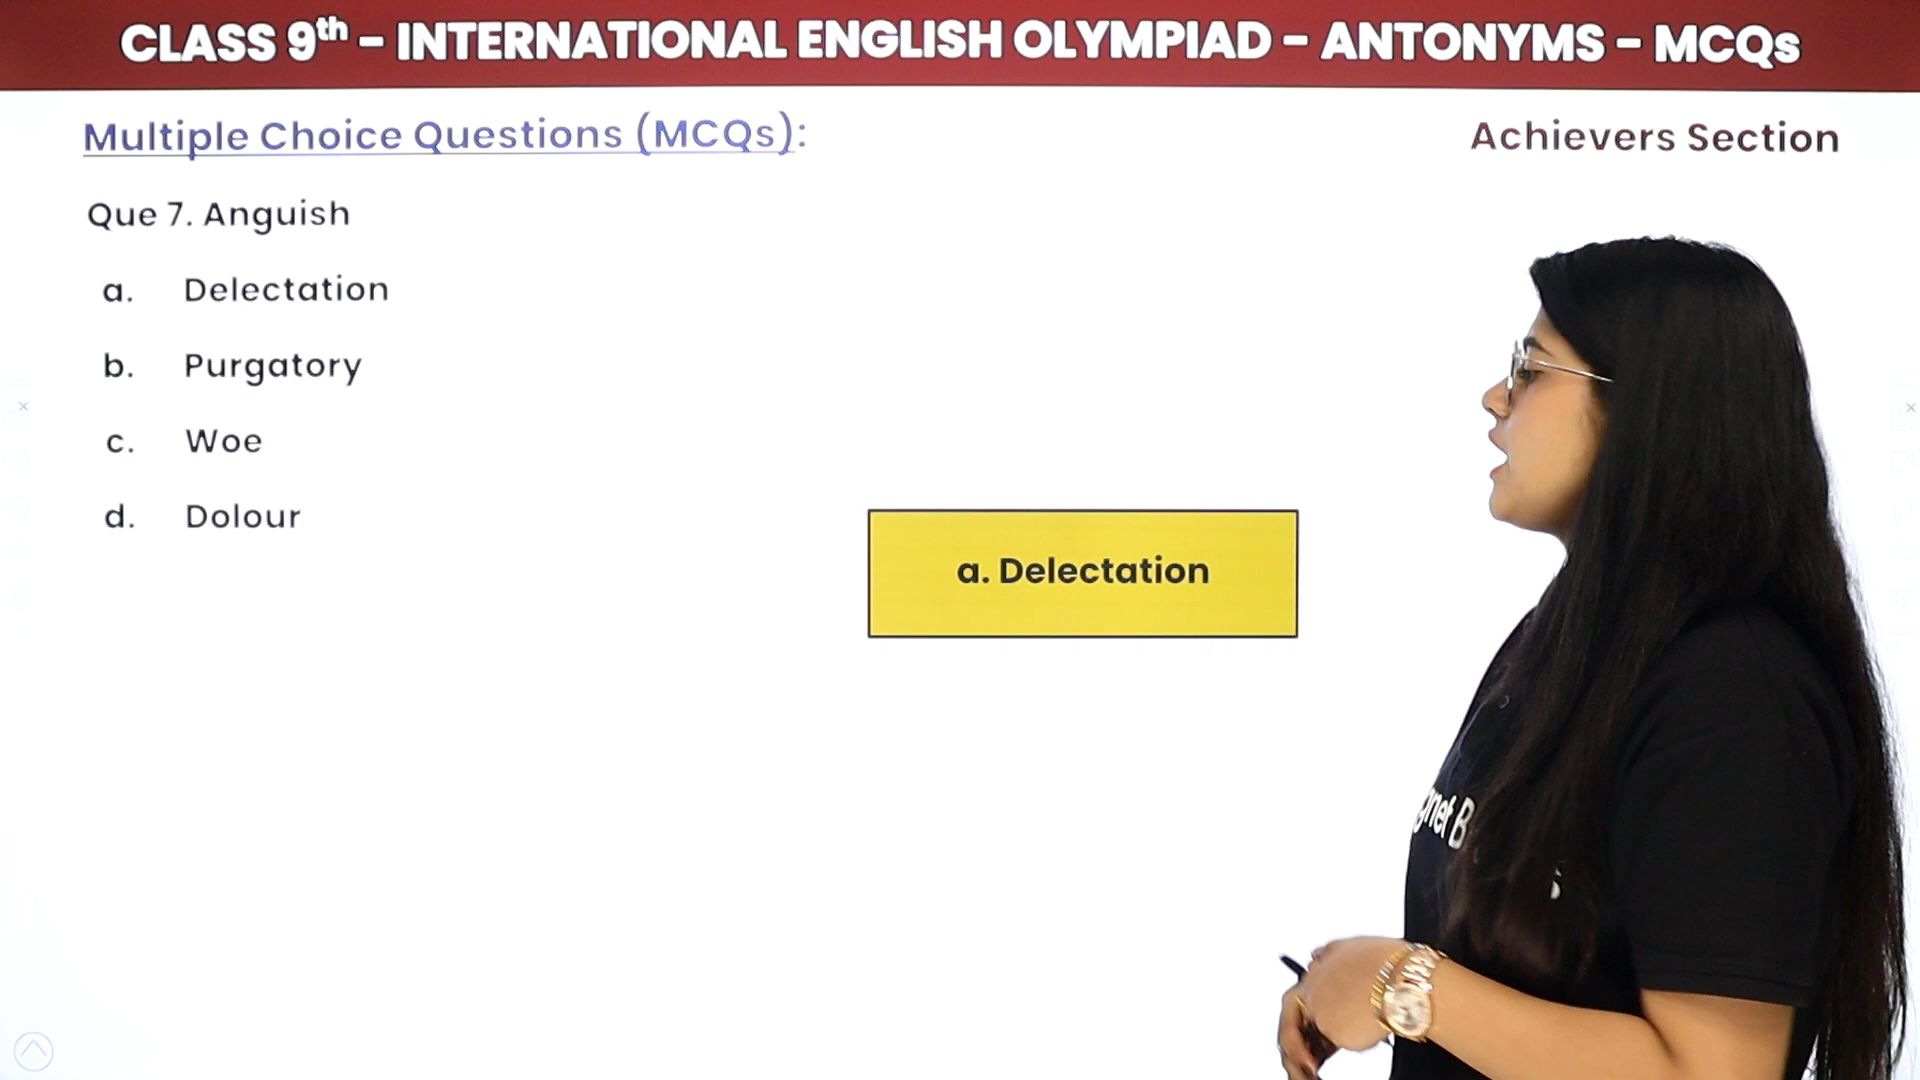 CLASS 9th - INTERNATIONAL ENGLISH OLYMPIAD - ANTONYMS - MCQs
Multiple Choice Questions (MCQs):
Achievers Section
Que 7. Anguish
a. Delectation
b. Purgatory
c. Woe
d. Dolour
a. Delectation